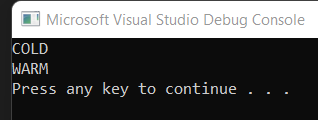 Microsoft Visual Studio Debug Console
COLD
WARM
Press any key to continue . . .